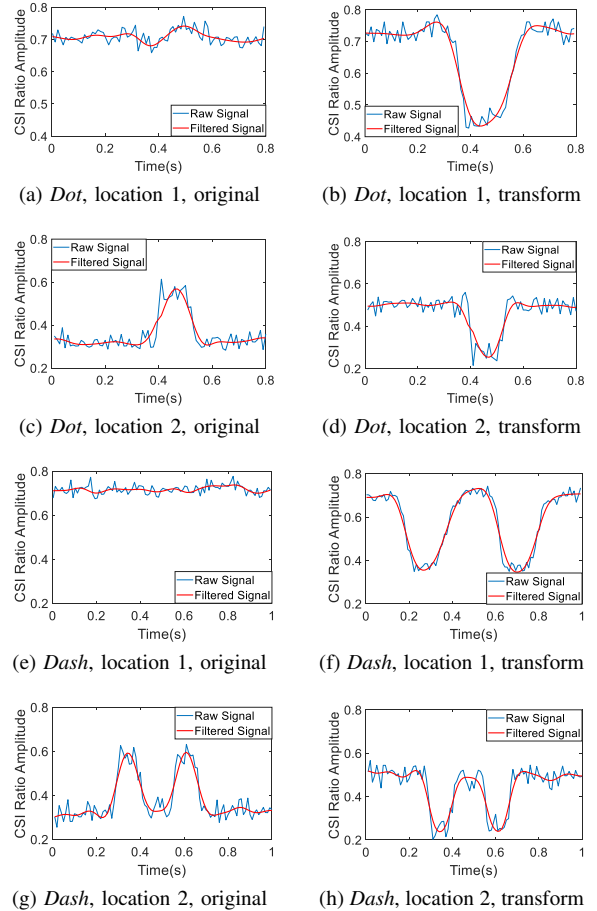 CSI Ratio Amplitude
0.8
0.7
0.6
0.5
0.4
Raw Signal
Filtered Signal
0 0.2 0.4 0.6 0.8
Time(s)
(a) Dot, location 1, original
CSI Ratio Amplitude
0.8
0.7
0.6
0.5
0.4
Raw Signal
Filtered Signal
0 0.2 0.4 0.6 0.8
Time(s)
(b) Dot, location 1, transform
CSI Ratio Amplitude
0.8
0.6
0.4
0.2
Raw Signal
Filtered Signal
0 0.2 0.4 0.6 0.8
Time(s)
(c) Dot, location 2, original
CSI Ratio Amplitude
0.8
0.6
0.4
0.2
Raw Signal
Filtered Signal
0 0.2 0.4 0.6 0.8
Time(s)
(d) Dot, location 2, transform
CSI Ratio Amplitude
0.8
0.6
0.4
0.2
Raw Signal
Filtered Signal
0 0.2 0.4 0.6 0.8 1
Time(s)
(e) Dash, location 1, original
CSI Ratio Amplitude
0.8
0.6
0.4
0.2
Raw Signal
Filtered Signal
0 0.2 0.4 0.6 0.8 1
Time(s)
(f) Dash, location 1, transform
CSI Ratio Amplitude
0.8
0.6
0.4
0.2
Raw Signal
Filtered Signal
0 0.2 0.4 0.6 0.8 1
Time(s)
(g) Dash, location 2, original
CSI Ratio Amplitude
0.8
0.6
0.4
0.2
Raw Signal
Filtered Signal
0 0.2 0.4 0.6 0.8 1
Time(s)
(h) Dash, location 2, transform